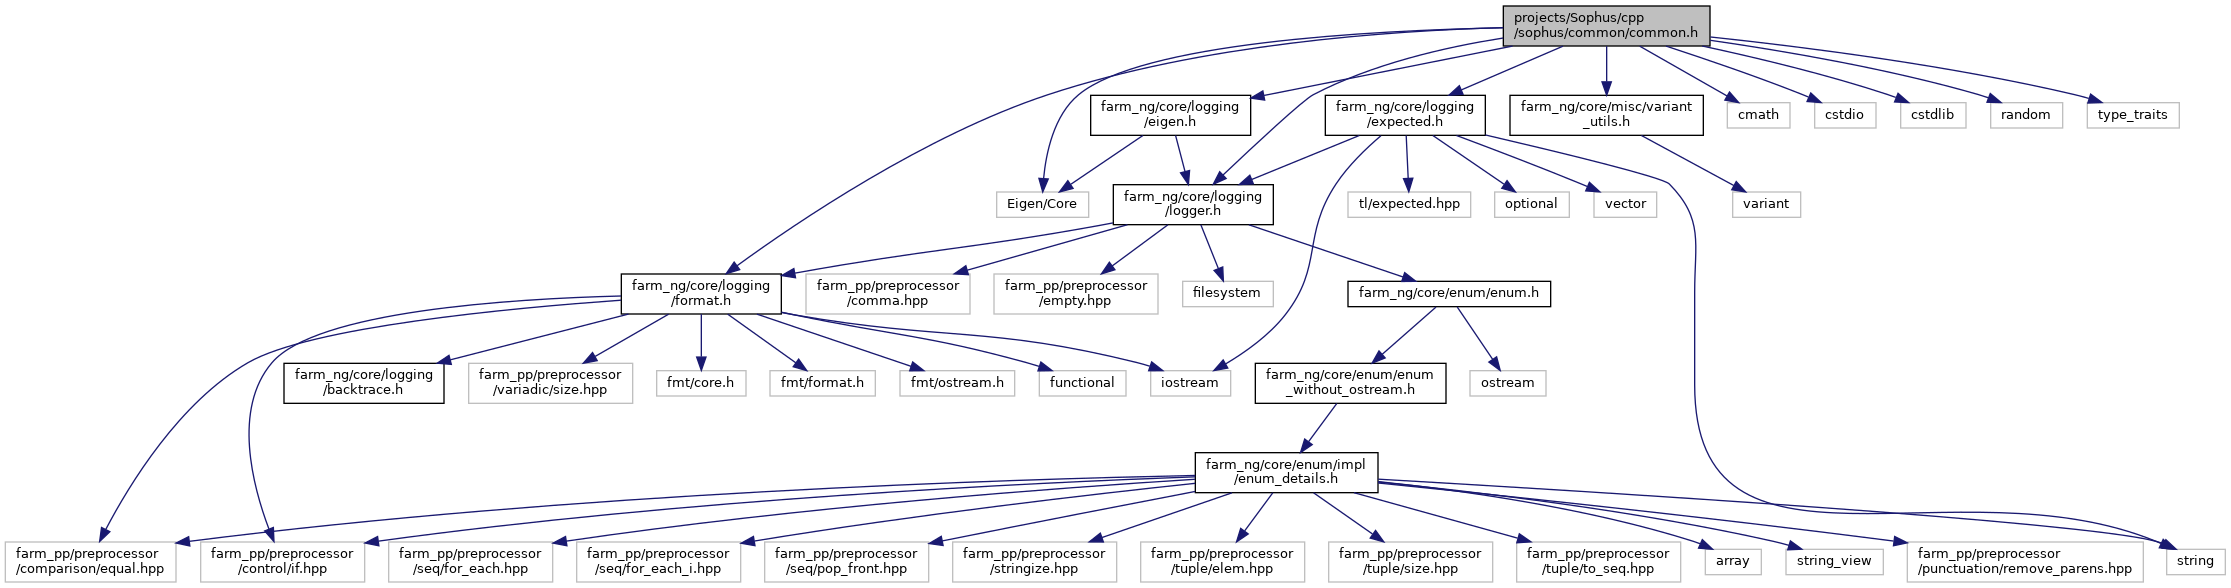 projects/Sophus/cpp
/sophus/common/common.h
farm_ng/core/logging
/eigen.h
farm_ng/core/logging
/expected.h
farm_ng/core/misc/variant
_utils.h
cmath
cstdio
cstdlib
random
type_traits
Eigen/Core
farm_ng/core/logging
/logger.h
tl/expected.hpp
optional
vector
variant
farm_ng/core/logging
/format.h
farm_pp/preprocessor
/comma.hpp
farm_pp/preprocessor
/empty.hpp
filesystem
farm_ng/core/enum/enum.h
farm_ng/core/logging
/backtrace.h
farm_pp/preprocessor
/variadic/size.hpp
fmt/core.h
fmt/format.h
fmt/ostream.h
functional
iostream
farm_ng/core/enum/enum
_without_ostream.h
ostream
farm_ng/core/enum/impl
/enum_details.h
farm_pp/preprocessor
/comparison/equal.hpp
farm_pp/preprocessor
/control/if.hpp
farm_pp/preprocessor
/seq/for_each.hpp
farm_pp/preprocessor
/seq/for_each_i.hpp
farm_pp/preprocessor
/seq/pop_front.hpp
farm_pp/preprocessor
/stringize.hpp
farm_pp/preprocessor
/tuple/elem.hpp
farm_pp/preprocessor
/tuple/size.hpp
farm_pp/preprocessor
/tuple/to_seq.hpp
array
string_view
farm_pp/preprocessor
/punctuation/remove_parens.hpp
string